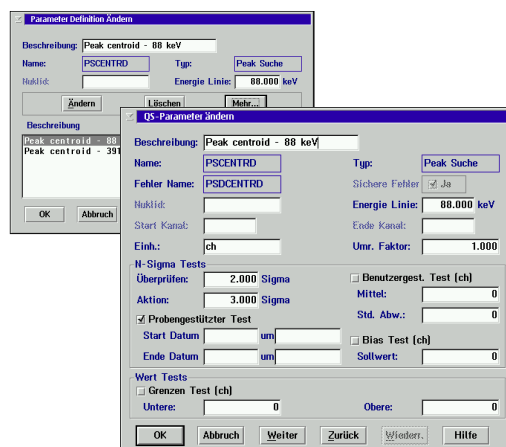 Parameter Definition Ändern
Beschreibung: Peak centroid - 88 keV
Name: PSCENTRD Typ: Peak Suche
Nuklid: Energie Linie: 88.000 keV
Ändern Löschen Mehr...
Beschreibung
Peak centroid - 88
Peak centroid - 391
OK Abbruch
QS-Parameter ändern
Beschreibung: Peak centroid - 88 keV
Name: PSCENTRD Typ: Peak Suche
Fehler Name: PSDCENTRD Sichere Fehler Ja
Nuklid: Energie Linie: 88.000 keV
Start Kanal: Ende Kanal:
Einh.: ch Umr. Faktor: 1.000
N-Sigma Tests
Überprüfen: 2.000 Sigma Benutzergest. Test (ch)
Aktion: 3.000 Sigma Mittel: 0
Probengestützter Test Std. Abw.: 0
Start Datum um Bias Test (ch)
Ende Datum um Sollwert: 0
Wert Tests
Grenzen Test (ch)
Untere: 0 Obere: 0
OK Abbruch Weiter Zurück Wiederr. Hilfe